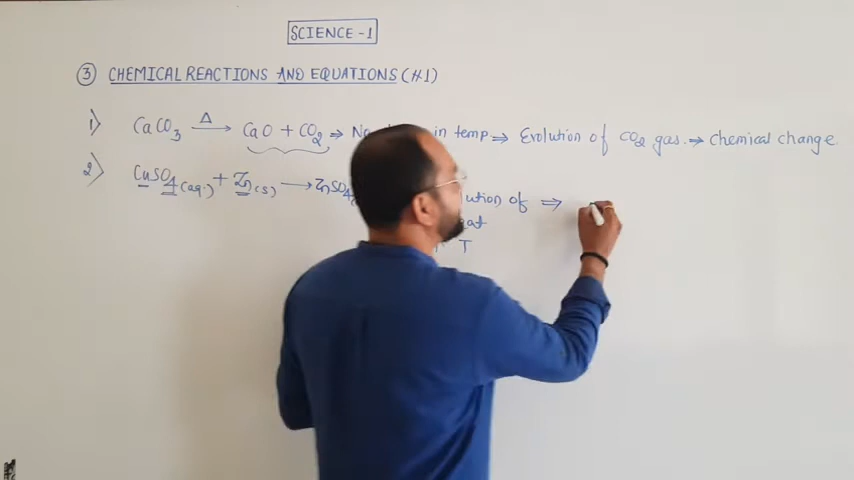 SCIENCE-1
③ CHEMICAL REACTIONS AND EQUATIONS (#1)
1) CaCO₃ —Δ→ CaO + CO₂ ⇒ in temp ⇒ Evolution of CO₂ gas. → Chemical change
2) CuSO₄(aq.) + Zn(s) → ZnSO₄ of ⇒
T